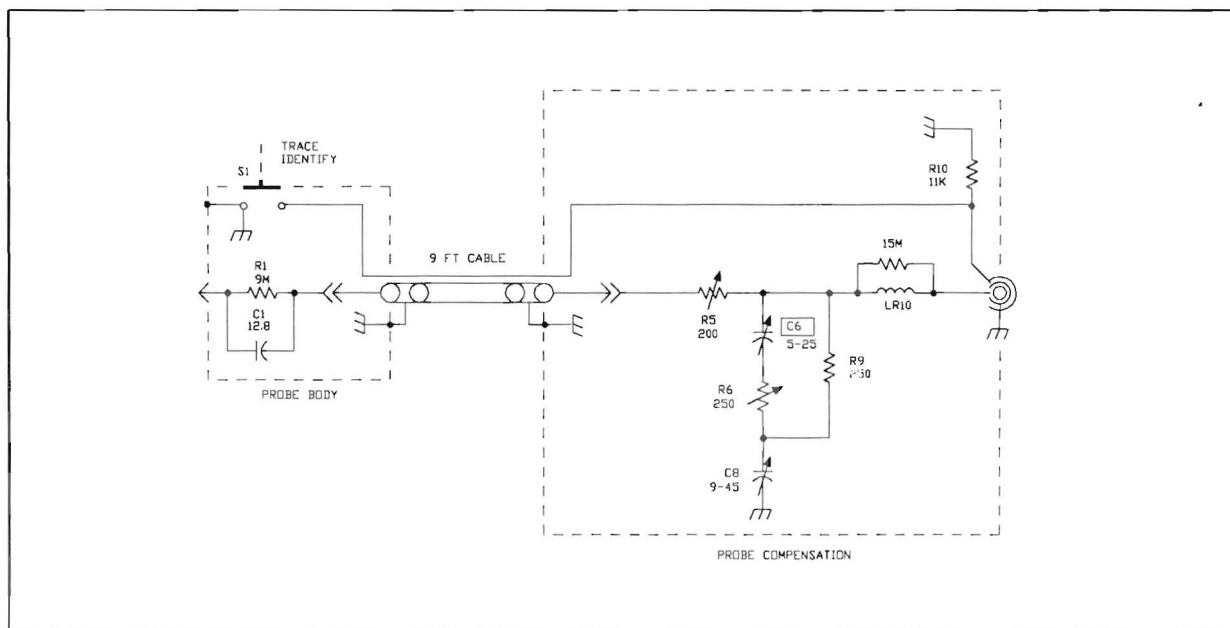 TRACE
IDENTIFY
S1
R10
11K
R1
9M
C1
12.8
9 FT CABLE
15M
R5
200
C6
5-25
LR10
R9
R6
250
C8
9-45
PROBE BODY
PROBE COMPENSATION